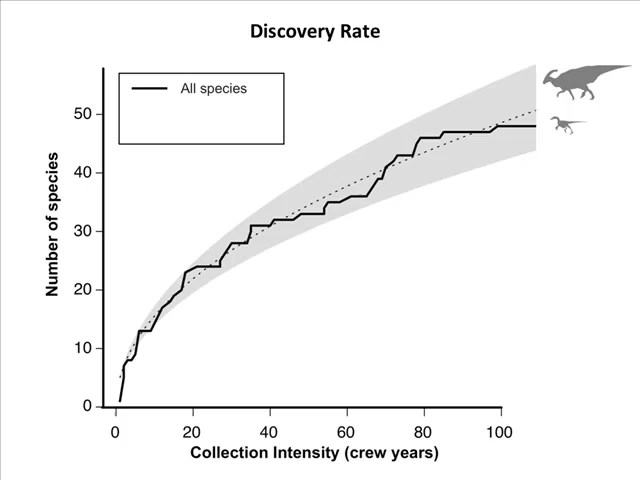 Discovery Rate
All species
Number of species
50
40
30
20
10
0
0 20 40 60 80 100
Collection Intensity (crew years)